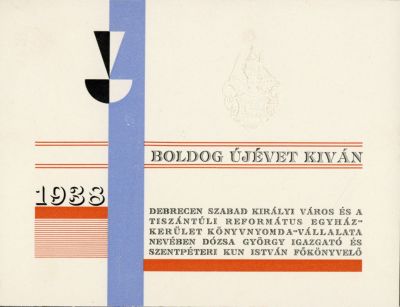 BOLDOG ÚJÉVET KIVÁN
1938
DEBRECEN SZABAD KIRÁLYI VÁROS ÉS A
TISZÁNTÚLI REFORMÁTUS EGYHÁZ-
KERÜLET KÖNYVNYOMDA-VÁLLALATA
NEVÉBEN DÓZSA GYÖRGY IGAZGATÓ ÉS
SZENTPÉTERI KUN ISTVÁN FŐKÖNYVELŐ